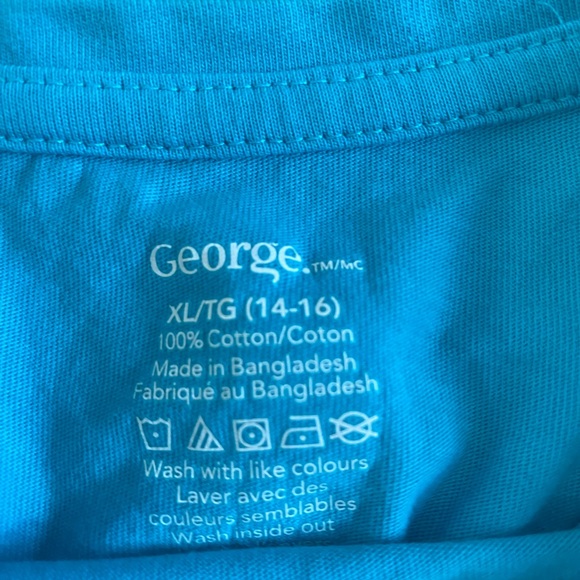 George.TM/MC
XL/TG (14-16)
100% Cotton/Coton
Made in Bangladesh
Fabriqué au Bangladesh
Wash with like colours
Laver avec des
couleurs semblables
Wash inside out